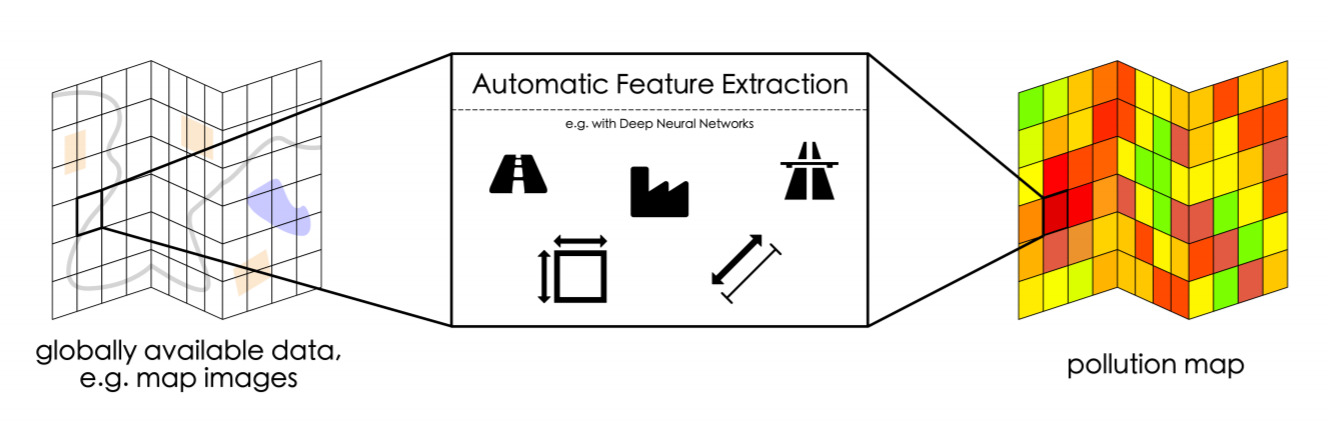 Automatic Feature Extraction
e.g. with Deep Neural Networks
globally available data,
e.g. map images
pollution map